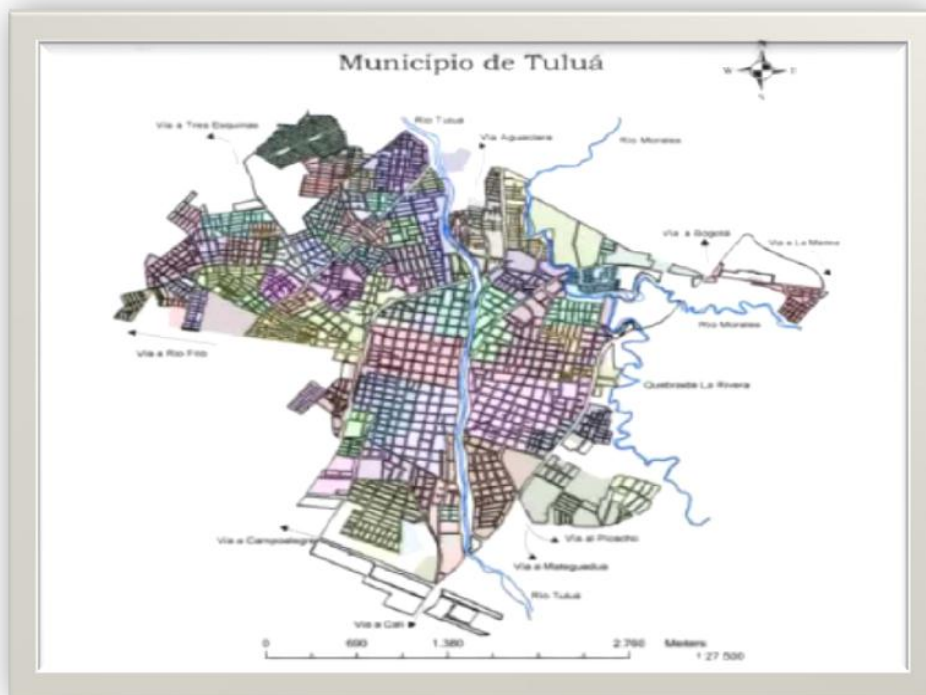 Municipio de Tuluá
N
W
E
S
Rio Tuluá
Via a Tres Esquinas
Via Aguaclara
Rio Morales
Via a Bogotá
Via a La Marina
Rio Morales
Via a Rio Frio
Quebrada La Rivera
Via a Campoalegre
Via al Picacho
Via a Mateguadua
Rio Tuluá
Via a Cali
0 690 1.380 2.760 Meters
1:27.500